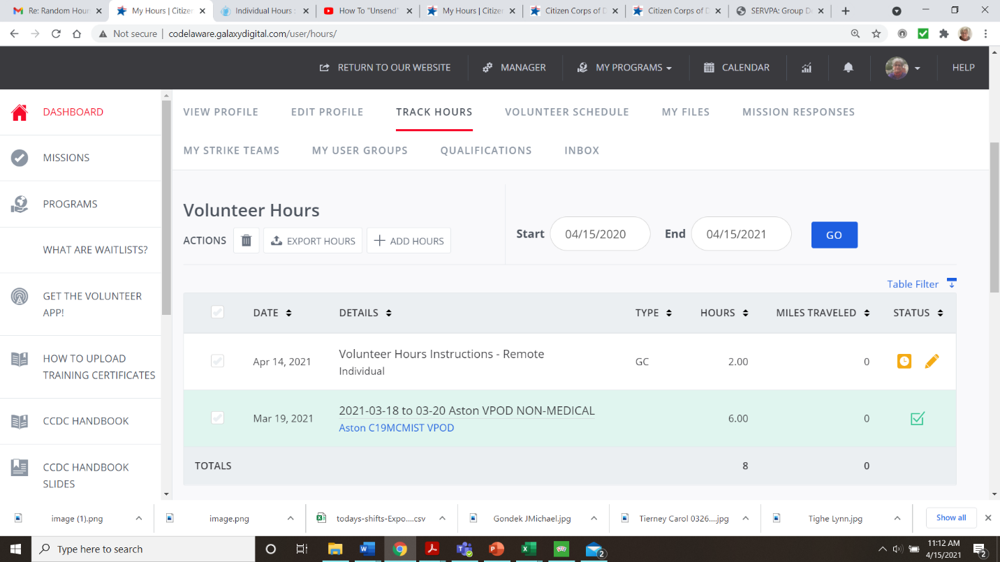 Re: Random Hour
My Hours | Citizen
Individual Hours :
How To "Unsend"
My Hours | Citizen
Citizen Corps of D
Citizen Corps of D
SERVPA: Group De
Not secure | codelaware.galaxydigital.com/user/hours/
RETURN TO OUR WEBSITE
MANAGER
MY PROGRAMS
CALENDAR
HELP
DASHBOARD
MISSIONS
PROGRAMS
WHAT ARE WAITLISTS?
GET THE VOLUNTEER
APP!
HOW TO UPLOAD
TRAINING CERTIFICATES
CCDC HANDBOOK
CCDC HANDBOOK
SLIDES
VIEW PROFILE
EDIT PROFILE
TRACK HOURS
VOLUNTEER SCHEDULE
MY FILES
MISSION RESPONSES
MY STRIKE TEAMS
MY USER GROUPS
QUALIFICATIONS
INBOX
Volunteer Hours
ACTIONS
EXPORT HOURS
ADD HOURS
Start 04/15/2020
End 04/15/2021
GO
Table Filter
DATE DETAILS TYPE HOURS MILES TRAVELED STATUS
Apr 14, 2021 Volunteer Hours Instructions - Remote GC 2.00 0
Individual
Mar 19, 2021 2021-03-18 to 03-20 Aston VPOD NON-MEDICAL 6.00 0
Aston C19MCMIST VPOD
TOTALS 8 0
image (1).png
image.png
todays-shifts-Expo....csv
Gondek JMichael.jpg
Tierney Carol 0326....jpg
Tighe Lynn.jpg
Show all
Type here to search
2
11:12 AM
4/15/2021
2